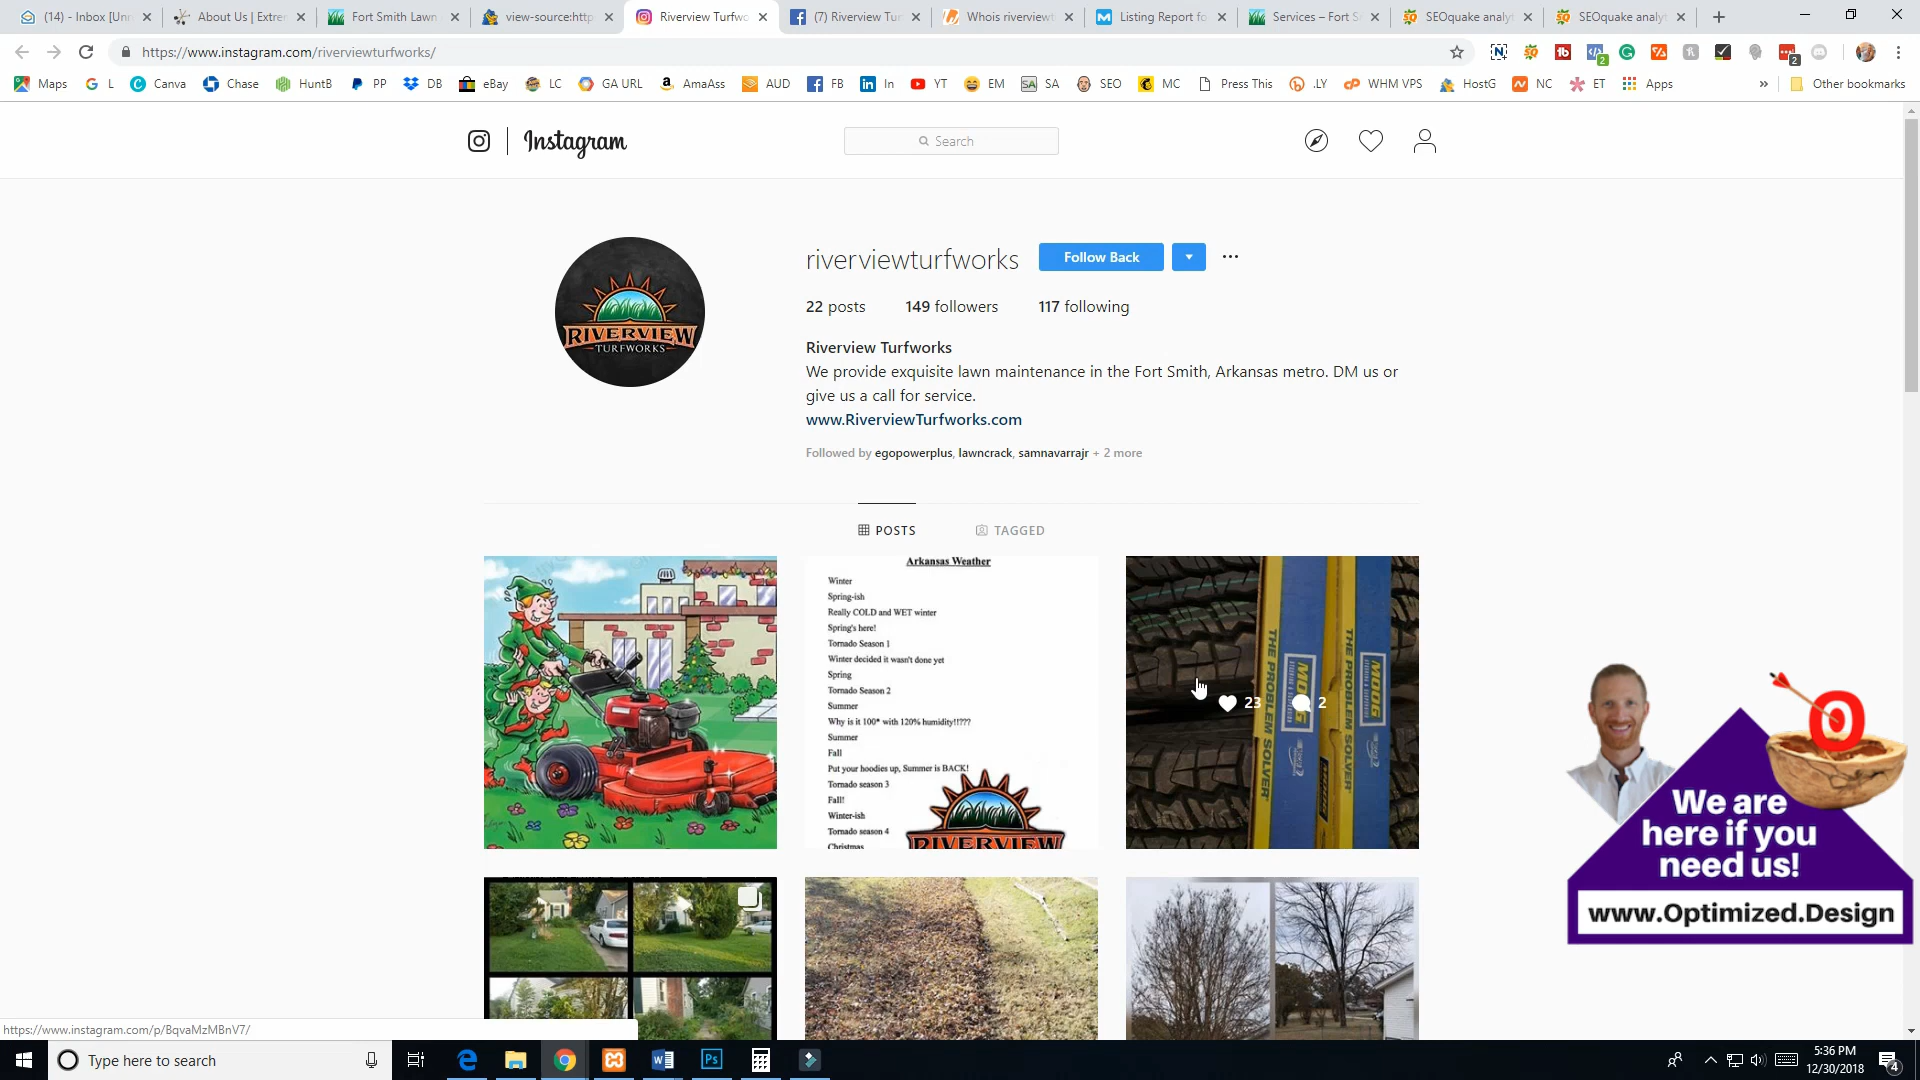 (14) - Inbox [Unr
About Us | Extrem
Fort Smith Lawn
view-source:http
Riverview Turfwo
(7) Riverview Tur
Whois riverviewt
Listing Report fo
Services – Fort S
SEOquake analyt
SEOquake analyt
https://www.instagram.com/riverviewturfworks/
Maps
L
Canva
Chase
HuntB
PP
DB
eBay
LC
GA URL
AmaAss
AUD
FB
In
YT
EM
SA
SEO
MC
Press This
.LY
WHM VPS
HostG
NC
ET
Apps
»
Other bookmarks
Instagram
Search
riverviewturfworks
Follow Back
22 posts 149 followers 117 following
Riverview Turfworks
We provide exquisite lawn maintenance in the Fort Smith, Arkansas metro. DM us or
give us a call for service.
www.RiverviewTurfworks.com
Followed by egopowerplus, lawncrack, samnavarrajr + 2 more
RIVERVIEW
TURFWORKS
POSTS
TAGGED
Arkansas Weather
Winter
Spring-ish
Really COLD and WET winter
Spring's here!
Tornado Season 1
Winter decided it wasn't done yet
Spring
Tornado Season 2
Summer
Why is it 100* with 120% humidity!!???
Summer
Fall
Put your hoodies up, Summer is BACK!
Tornado season 3
Fall!
Winter-ish
Tornado season 4
Christmas
RIVERVIEW
MOOG
THE PROBLEM SOLVER
MOOG
THE PROBLEM SOLVER
23
2
We are
here if you
need us!
www.Optimized.Design
https://www.instagram.com/p/BqvaMzMBnV7/
Type here to search
5:36 PM
12/30/2018
4